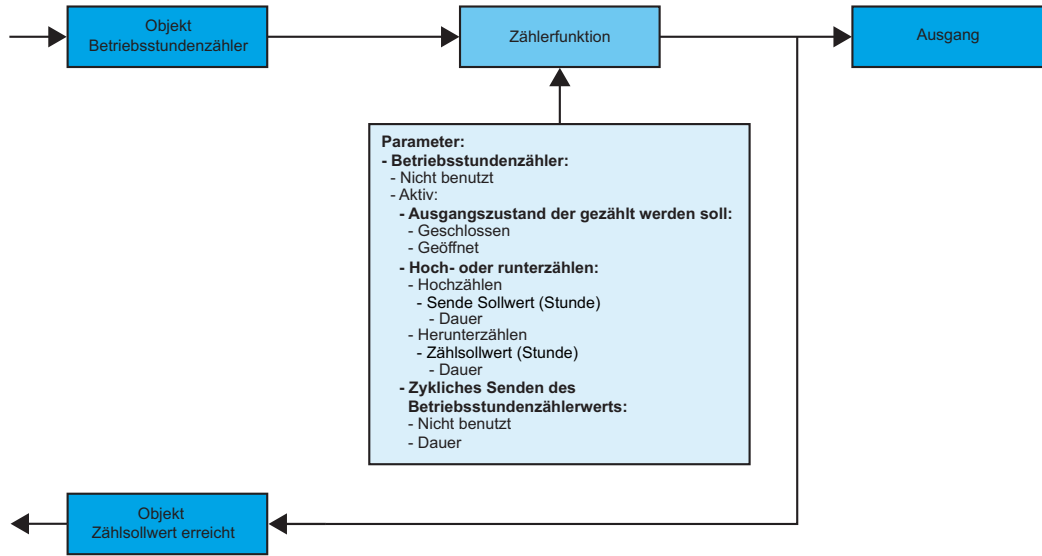 Objekt
Betriebsstundenzähler
Zählerfunktion
Ausgang
Parameter:
- Betriebsstundenzähler:
- Nicht benutzt
- Aktiv:
- Ausgangszustand der gezählt werden soll:
- Geschlossen
- Geöffnet
- Hoch- oder runterzählen:
- Hochzählen
- Sende Sollwert (Stunde)
- Dauer
- Herunterzählen
- Zählsollwert (Stunde)
- Dauer
- Zykliches Senden des
Betriebsstundenzählerwerts:
- Nicht benutzt
- Dauer
Objekt
Zählsollwert erreicht